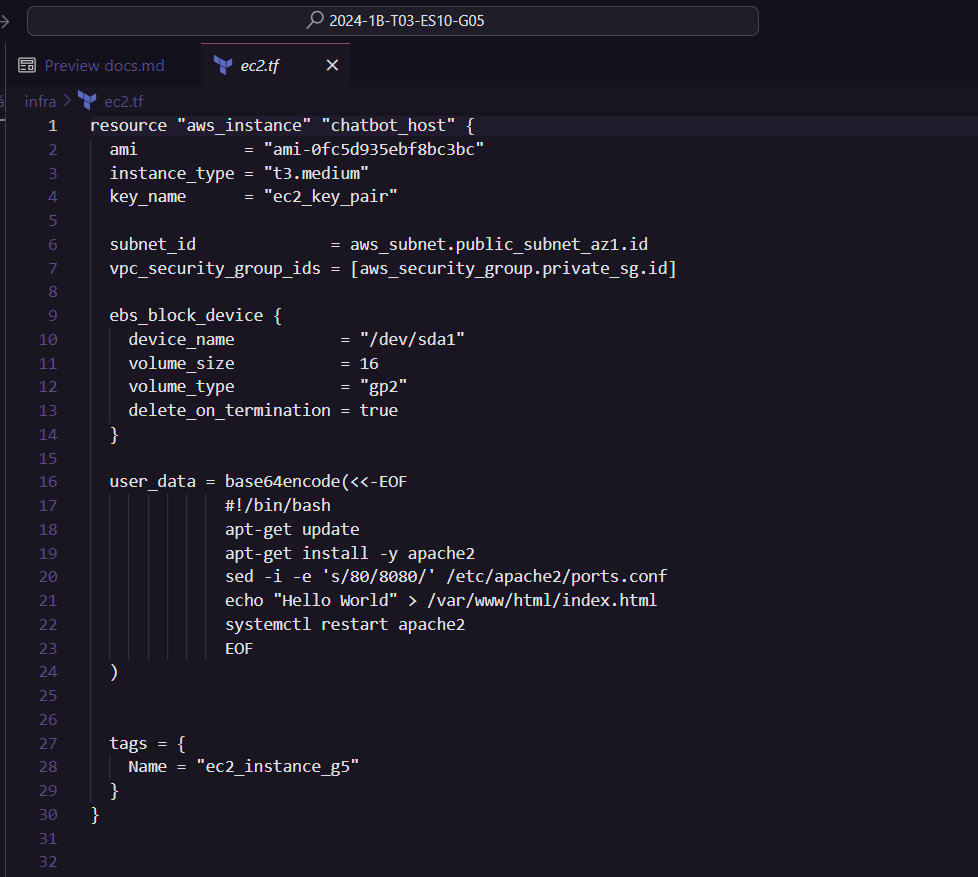 2024-1B-T03-ES10-G05
Preview docs.md
ec2.tf
infra > ec2.tf
1 resource "aws_instance" "chatbot_host" {
2   ami           = "ami-0fc5d935ebf8bc3bc"
3   instance_type = "t3.medium"
4   key_name      = "ec2_key_pair"
5
6   subnet_id              = aws_subnet.public_subnet_az1.id
7   vpc_security_group_ids = [aws_security_group.private_sg.id]
8
9   ebs_block_device {
10     device_name           = "/dev/sda1"
11     volume_size           = 16
12     volume_type           = "gp2"
13     delete_on_termination = true
14   }
15
16   user_data = base64encode(<<-EOF
17               #!/bin/bash
18               apt-get update
19               apt-get install -y apache2
20               sed -i -e 's/80/8080/' /etc/apache2/ports.conf
21               echo "Hello World" > /var/www/html/index.html
22               systemctl restart apache2
23               EOF
24   )
25
26
27   tags = {
28     Name = "ec2_instance_g5"
29   }
30 }
31
32